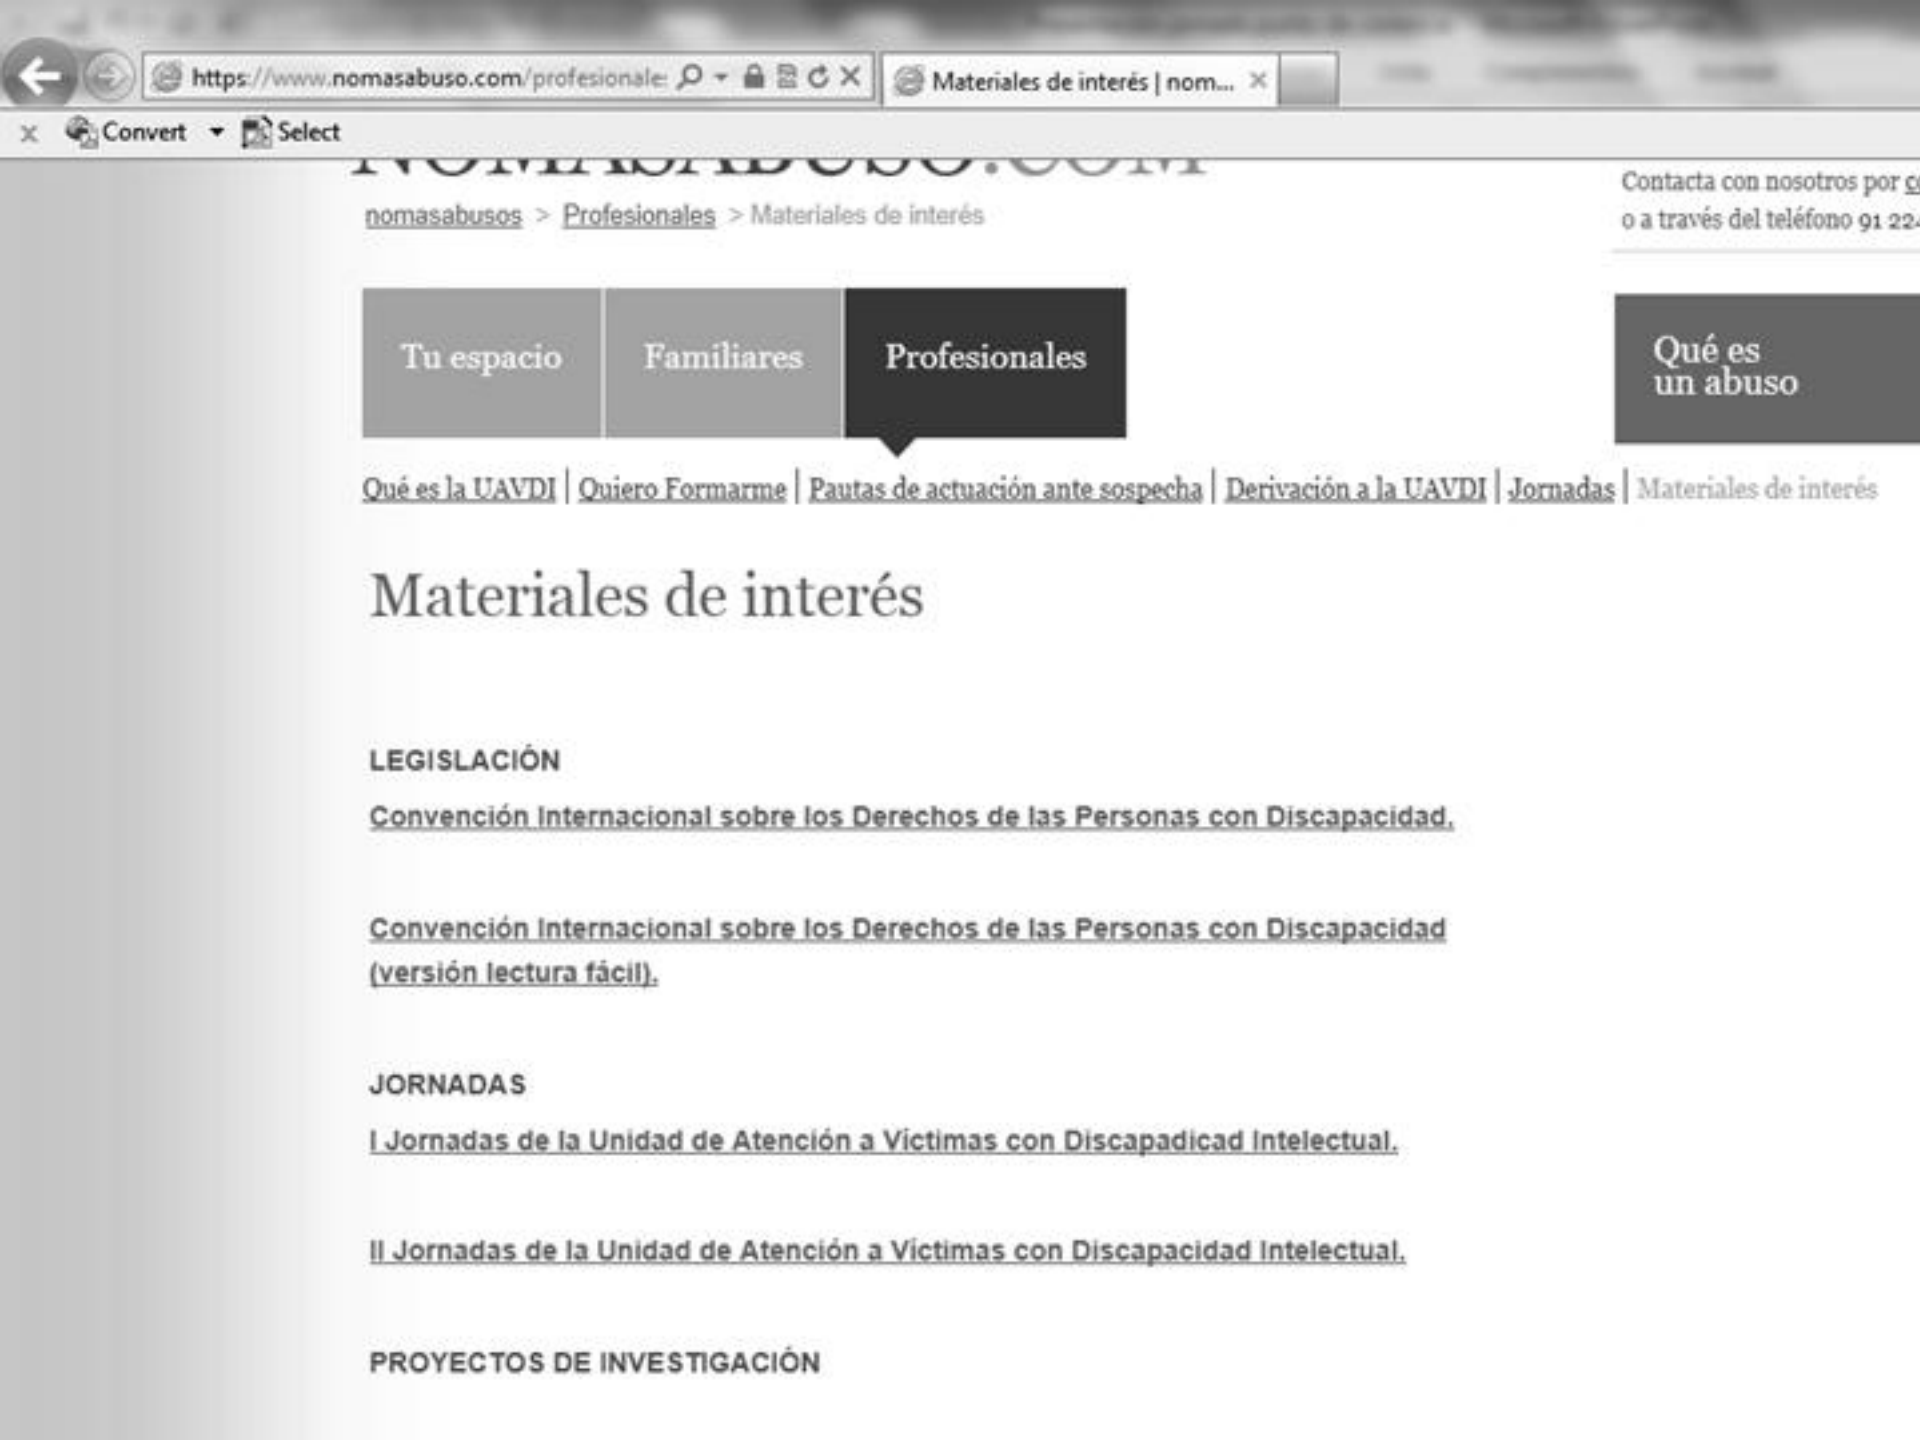 https://www.nomasabuso.com/profesionale
Materiales de interés | nom...
Convert
Select
NOMASABUSO.COM
Contacta con nosotros por
nomasabusos > Profesionales > Materiales de interés
o a través del teléfono 91 224
Tu espacio
Familiares
Profesionales
Qué es
un abuso
Qué es la UAVDI | Quiero Formarme | Pautas de actuación ante sospecha | Derivación a la UAVDI | Jornadas | Materiales de interés
Materiales de interés
LEGISLACIÓN
Convención Internacional sobre los Derechos de las Personas con Discapacidad.
Convención Internacional sobre los Derechos de las Personas con Discapacidad
(versión lectura fácil).
JORNADAS
I Jornadas de la Unidad de Atención a Víctimas con Discapadicad Intelectual.
II Jornadas de la Unidad de Atención a Víctimas con Discapacidad Intelectual.
PROYECTOS DE INVESTIGACIÓN